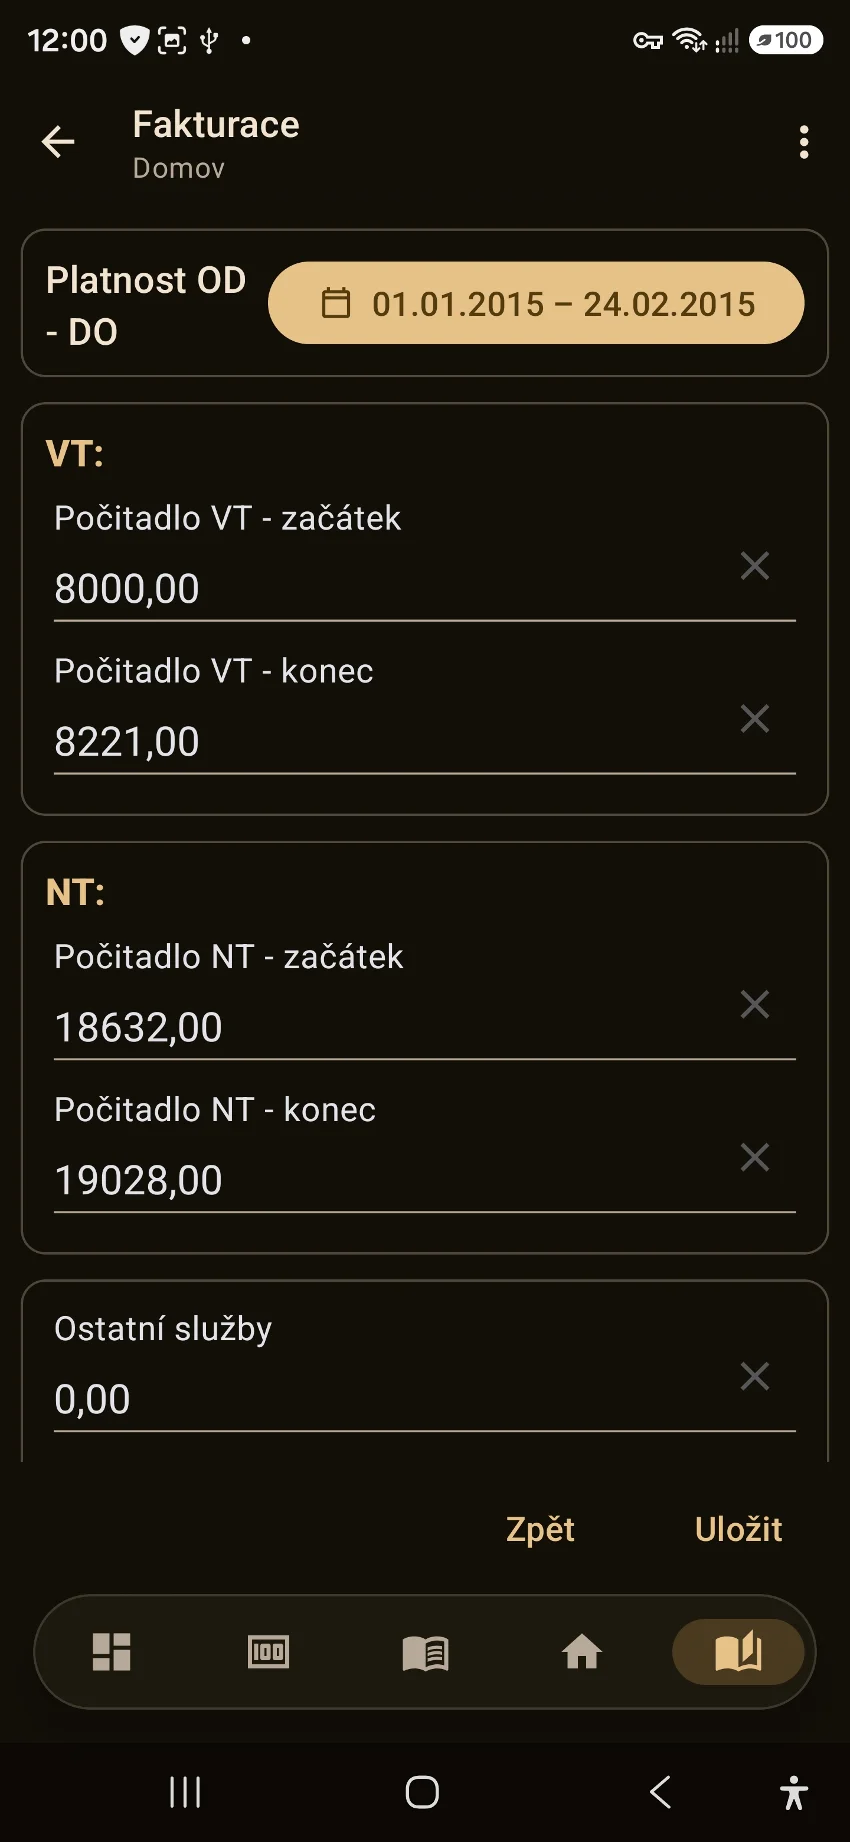 12:00
100
Fakturace
Domov
Platnost OD
- DO
01.01.2015 – 24.02.2015
VT:
Počitadlo VT - začátek
8000,00
Počitadlo VT - konec
8221,00
NT:
Počitadlo NT - začátek
18632,00
Počitadlo NT - konec
19028,00
Ostatní služby
0,00
Zpět
Uložit
100